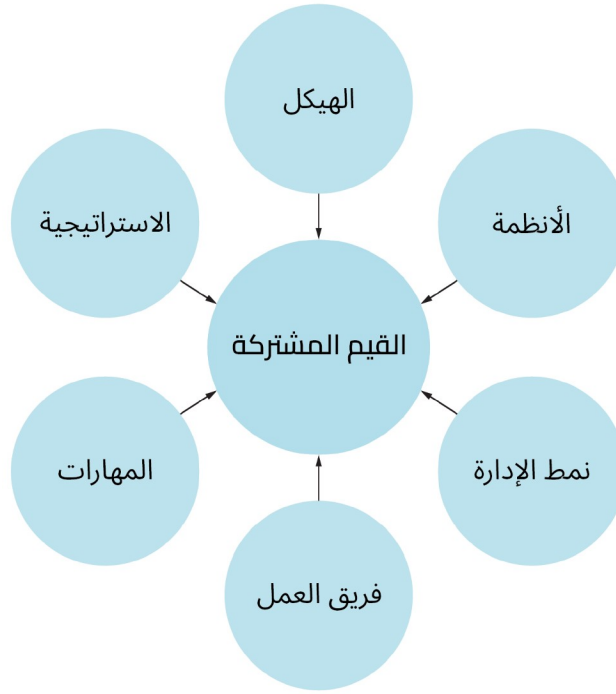 الهيكل
الأنظمة
الاستراتيجية
القيم المشتركة
نمط الإدارة
المهارات
فريق العمل